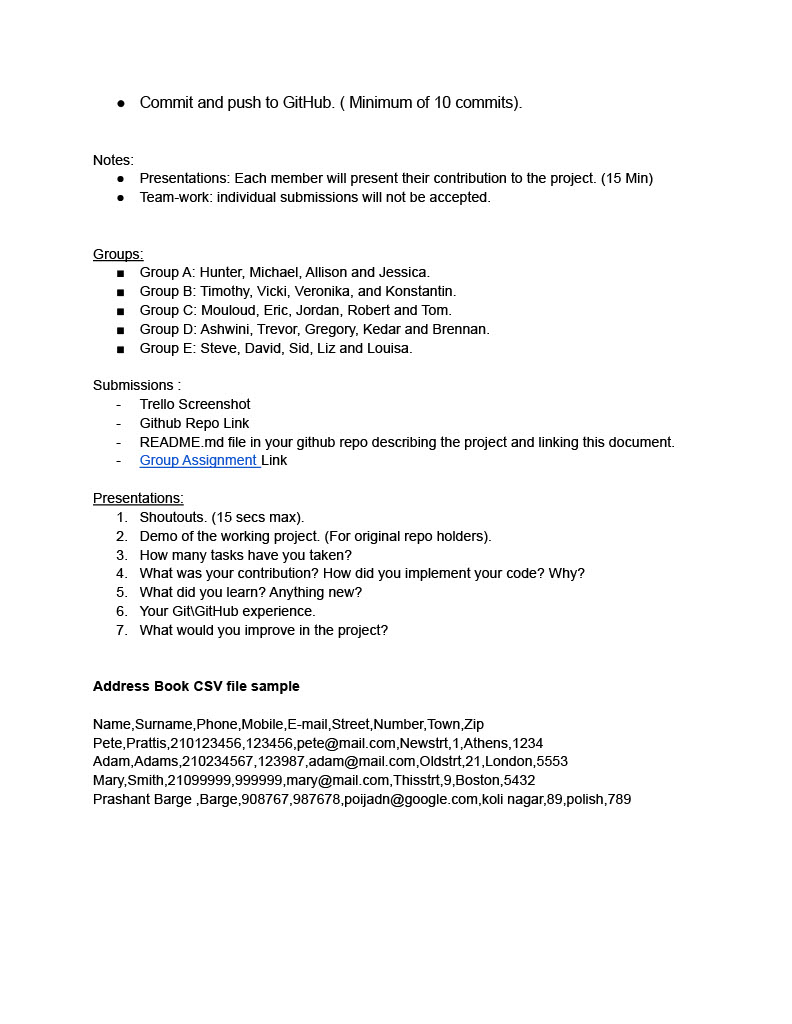 ● Commit and push to GitHub. ( Minimum of 10 commits).
Notes:
● Presentations: Each member will present their contribution to the project. (15 Min)
● Team-work: individual submissions will not be accepted.
Groups:
■ Group A: Hunter, Michael, Allison and Jessica.
■ Group B: Timothy, Vicki, Veronika, and Konstantin.
■ Group C: Mouloud, Eric, Jordan, Robert and Tom.
■ Group D: Ashwini, Trevor, Gregory, Kedar and Brennan.
■ Group E: Steve, David, Sid, Liz and Louisa.
Submissions :
- Trello Screenshot
- Github Repo Link
- README.md file in your github repo describing the project and linking this document.
- Group Assignment Link
Presentations:
1. Shoutouts. (15 secs max).
2. Demo of the working project. (For original repo holders).
3. How many tasks have you taken?
4. What was your contribution? How did you implement your code? Why?
5. What did you learn? Anything new?
6. Your Git\GitHub experience.
7. What would you improve in the project?
Address Book CSV file sample
Name,Surname,Phone,Mobile,E-mail,Street,Number,Town,Zip
Pete,Prattis,210123456,123456,pete@mail.com,Newstrt,1,Athens,1234
Adam,Adams,210234567,123987,adam@mail.com,Oldstrt,21,London,5553
Mary,Smith,21099999,999999,mary@mail.com,Thisstrt,9,Boston,5432
Prashant Barge ,Barge,908767,987678,poijadn@google.com,koli nagar,89,polish,789